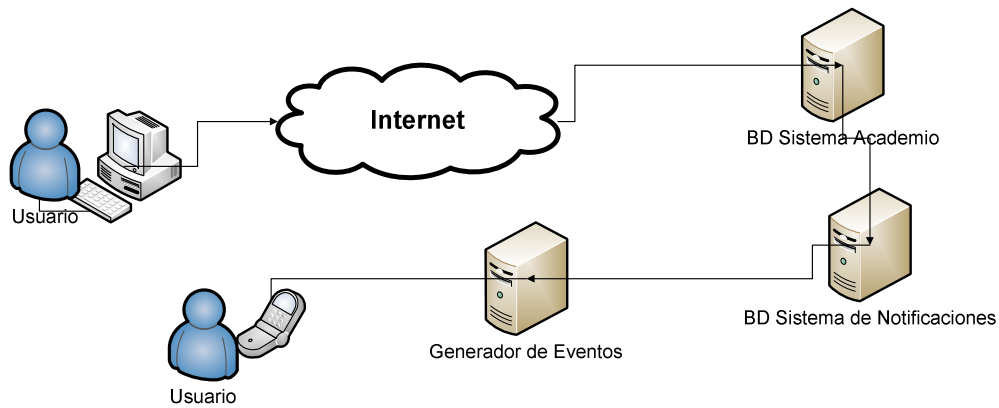 Internet
BD Sistema Academio
Usuario
BD Sistema de Notificaciones
Generador de Eventos
Usuario